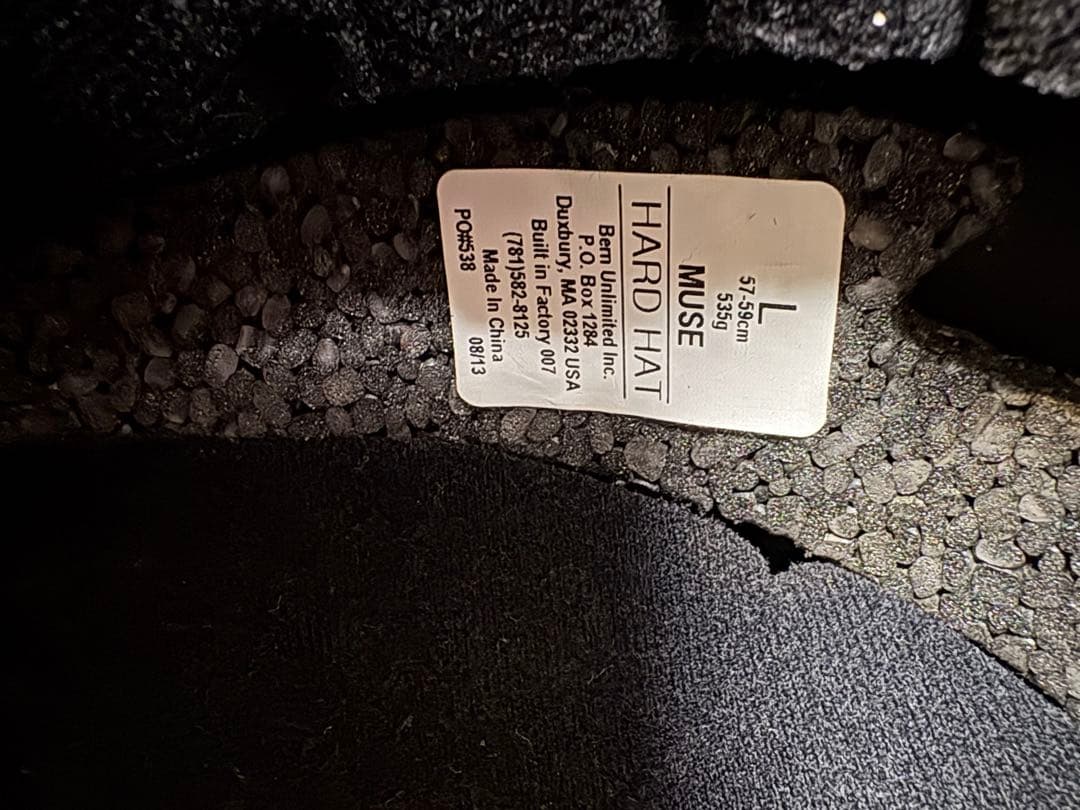 L
57-59cm
535g
MUSE
HARD HAT
Bern Unlimited Inc.
P.O. Box 1284
Duxbury, MA 02332 USA
Built in Factory 007
(781)582-8125
Made In China
PO#538 08/13